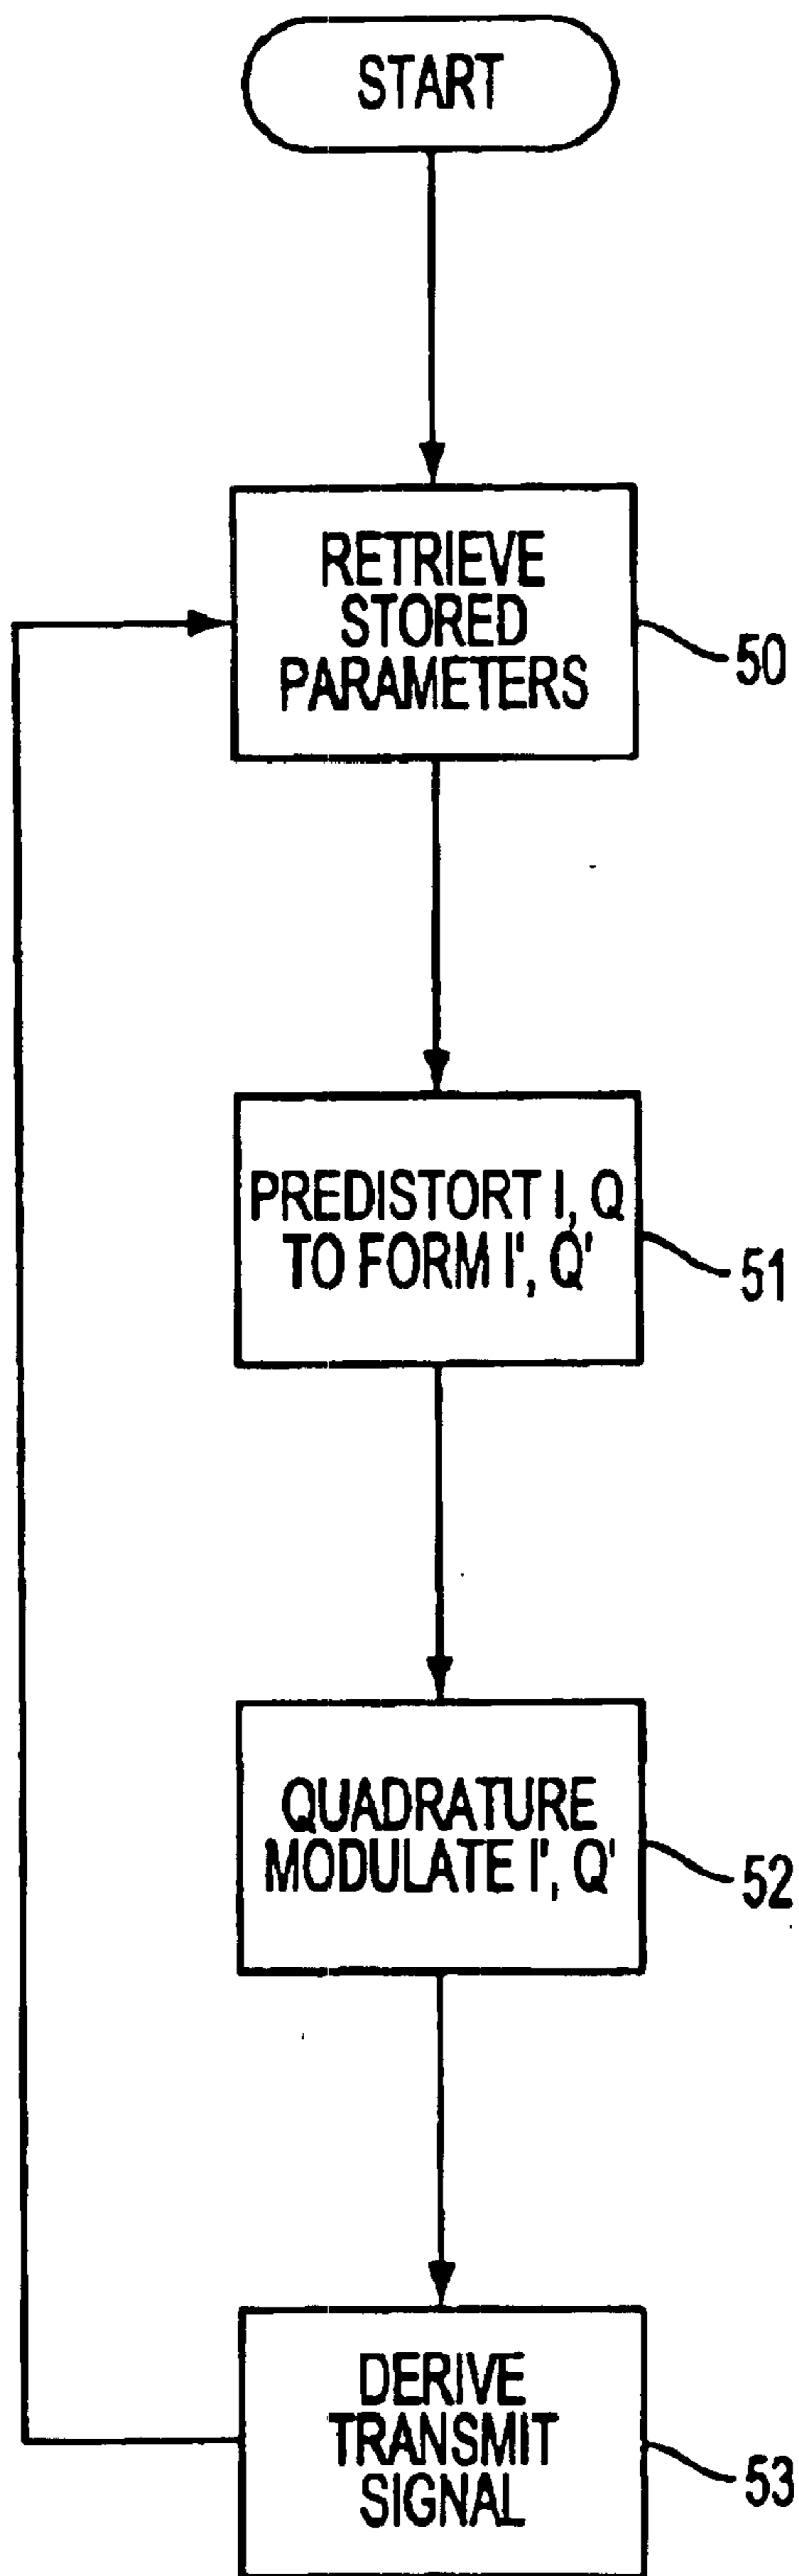 START
RETRIEVE
STORED
PARAMETERS
50
PREDISTORT I, Q
TO FORM I', Q'
51
QUADRATURE
MODULATE I', Q'
52
DERIVE
TRANSMIT
SIGNAL
53